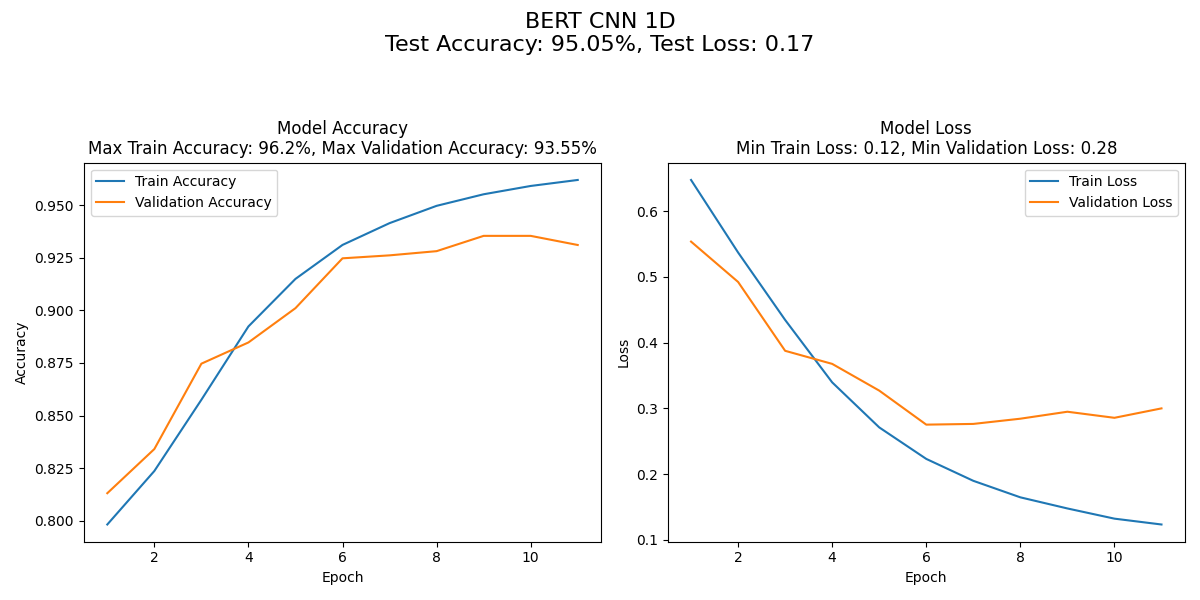 BERT CNN 1D
Test Accuracy: 95.05%, Test Loss: 0.17
Model Accuracy
Max Train Accuracy: 96.2%, Max Validation Accuracy: 93.55%
Train Accuracy
Validation Accuracy
0.950
0.925
0.900
0.875
0.850
0.825
0.800
Accuracy
2 4 6 8 10
Epoch
Model Loss
Min Train Loss: 0.12, Min Validation Loss: 0.28
Train Loss
Validation Loss
0.6
0.5
0.4
0.3
0.2
0.1
Loss
2 4 6 8 10
Epoch